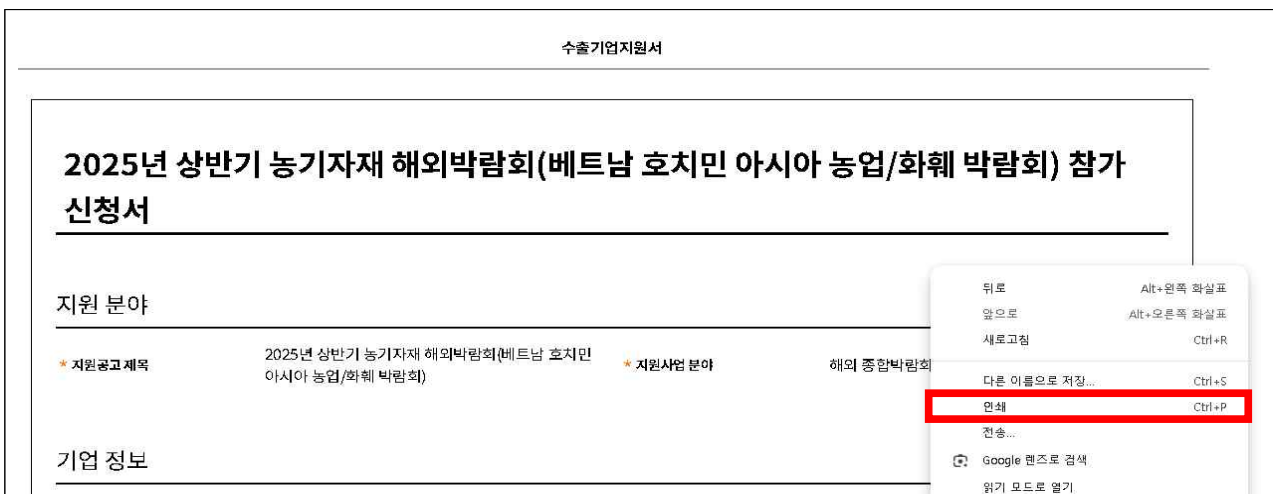 수출기업지원서
2025년 상반기 농기자재 해외박람회(베트남 호치민 아시아 농업/화훼 박람회) 참가
신청서
지원 분야
* 지원공고 제목
2025년 상반기 농기자재 해외박람회(베트남 호치민
아시아 농업/화훼 박람회)
* 지원사업 분야
해외 종합박람회
기업 정보
뒤로 Alt+왼쪽 화살표
앞으로 Alt+오른쪽 화살표
새로고침 Ctrl+R
다른 이름으로 저장... Ctrl+S
인쇄 Ctrl+P
전송...
Google 렌즈로 검색
읽기 모드로 열기